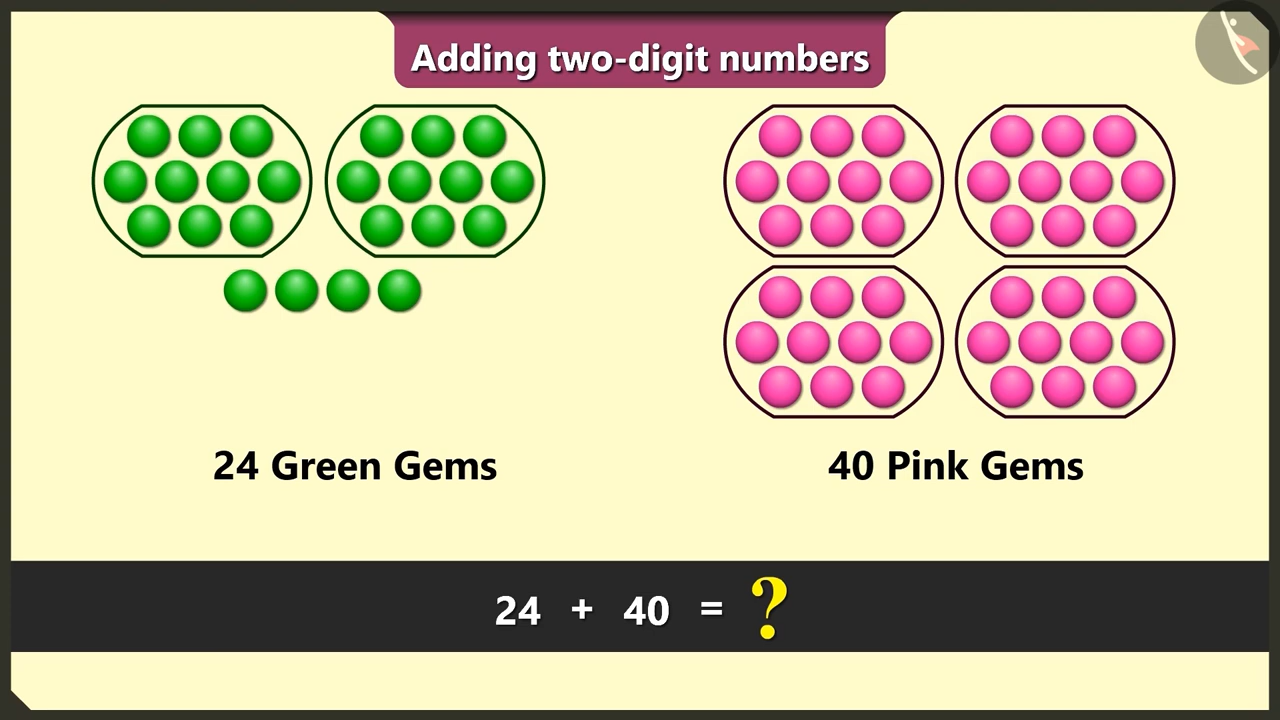 Adding two-digit numbers
24 Green Gems
40 Pink Gems
24 + 40 = ?